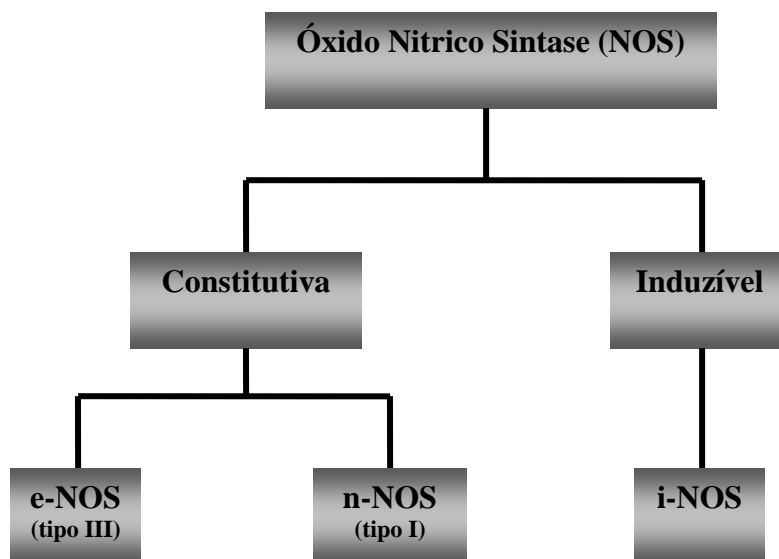 Óxido Nitrico Sintase (NOS)
Constitutiva
Induzível
e-NOS
(tipo III)
n-NOS
(tipo I)
i-NOS